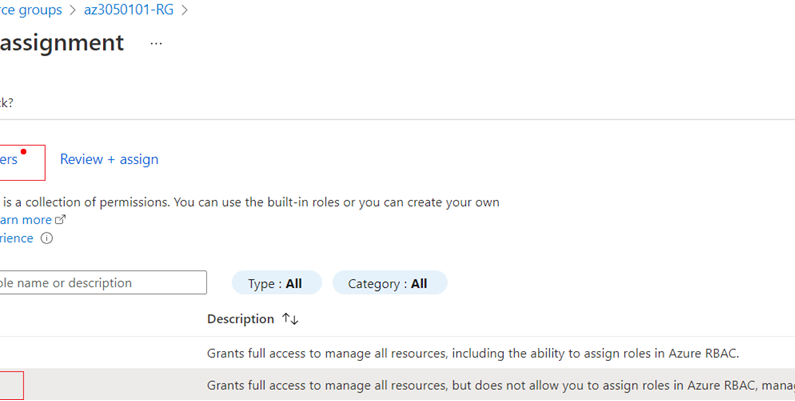 rce groups > az3050101-RG >
assignment ...
ck?
ers Review + assign
is a collection of permissions. You can use the built-in roles or you can create your own
arn more
rience
ole name or description Type : All Category : All
Description ↑↓
Grants full access to manage all resources, including the ability to assign roles in Azure RBAC.
Grants full access to manage all resources, but does not allow you to assign roles in Azure RBAC, manag